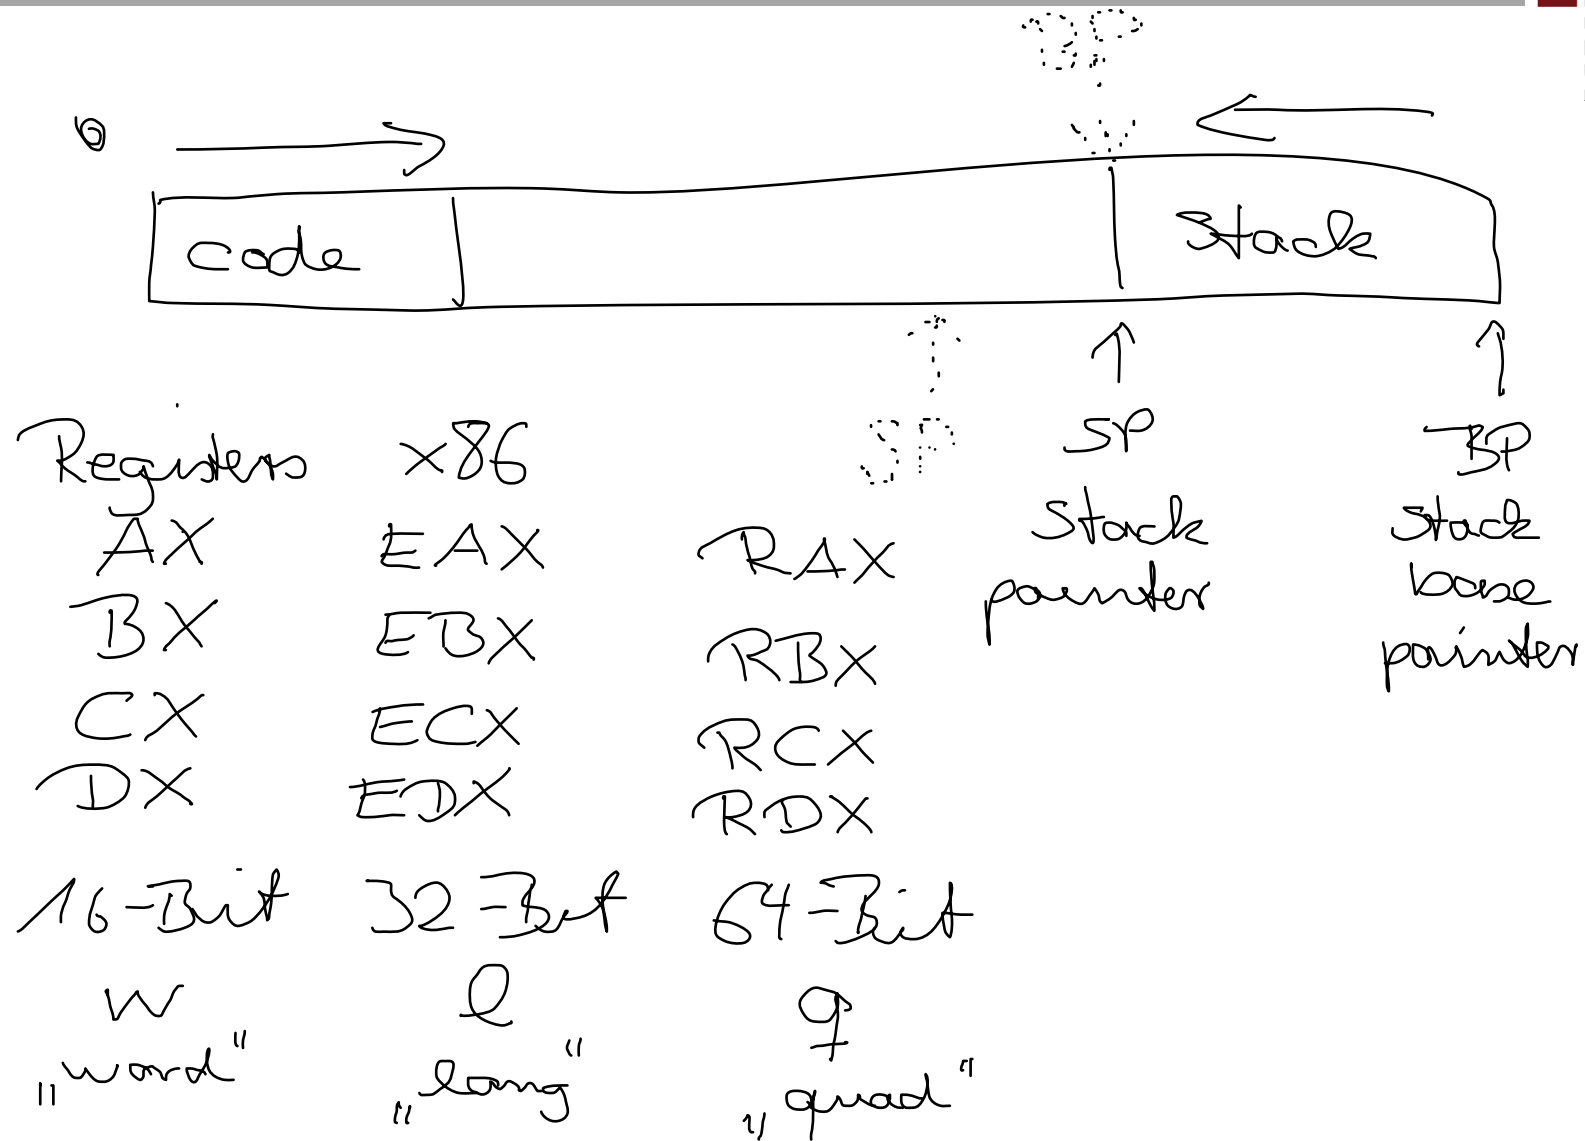 BP
0
code
Stack
SP
SP
BP
Registers x86
Stack
pointer
Stack
base
pointer
AX EAX RAX
BX EBX RBX
CX ECX RCX
DX EDX RDX
16-Bit 32-Bit 64-Bit
w l q
„word" „long" „quad"